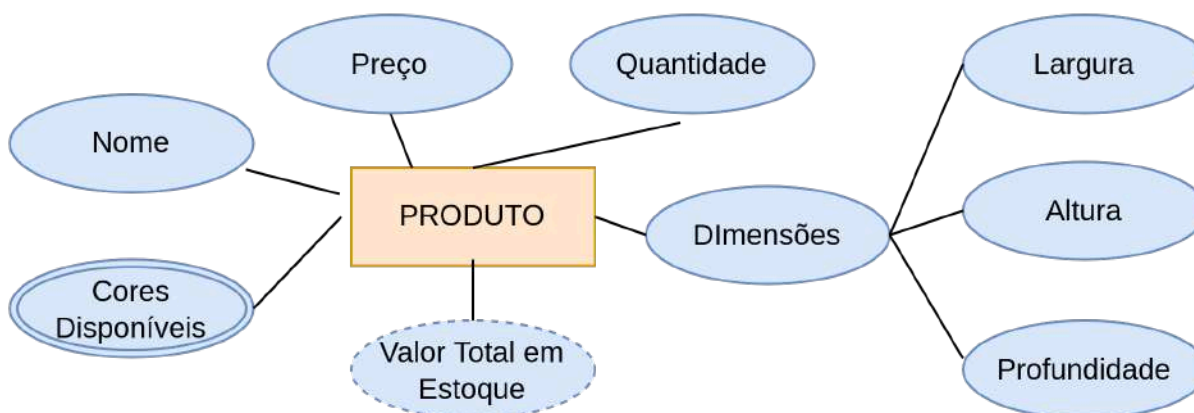 Preço
Quantidade
Largura
Nome
PRODUTO
DImensões
Altura
Cores
Disponíveis
Valor Total em
Estoque
Profundidade